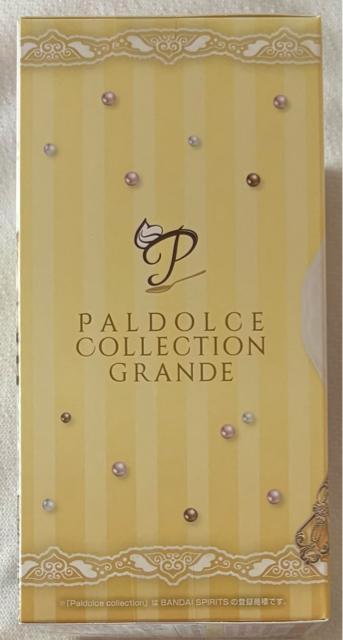 P
PALDOLCE
COLLECTION
GRANDE
※「Paldolce collection」は BANDAI SPIRITS の登録商標です。